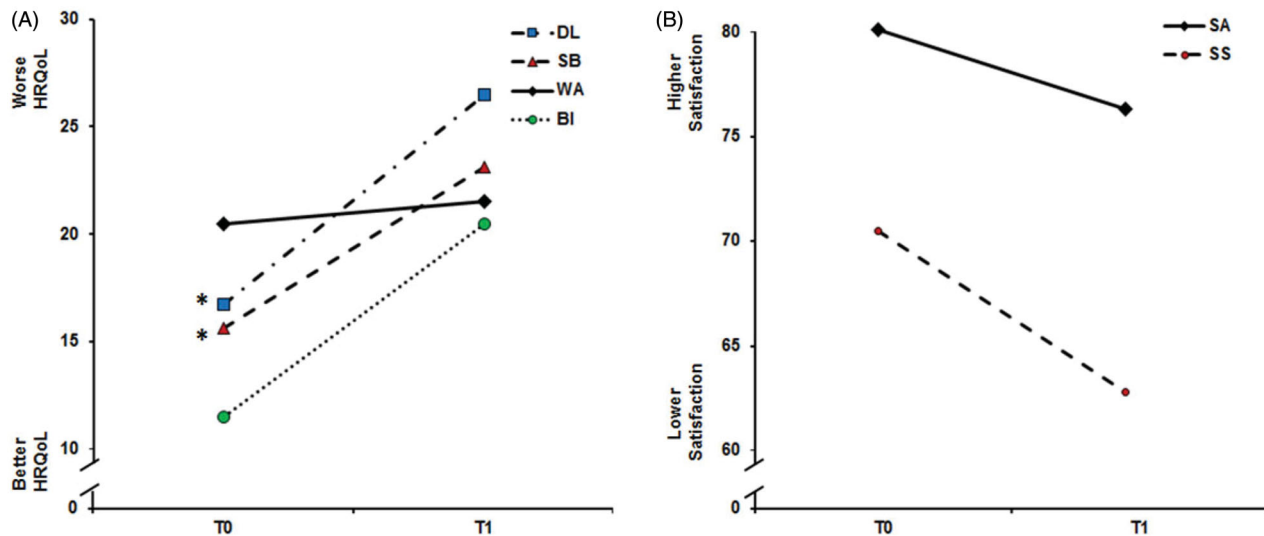 (A)
Worse
HRQoL
Better
HRQoL
30
25
20
15
10
0
*
*
DL
SB
WA
BI
T0
T1
(B)
Higher
Satisfaction
Lower
Satisfaction
80
75
70
65
60
0
SA
SS
T0
T1